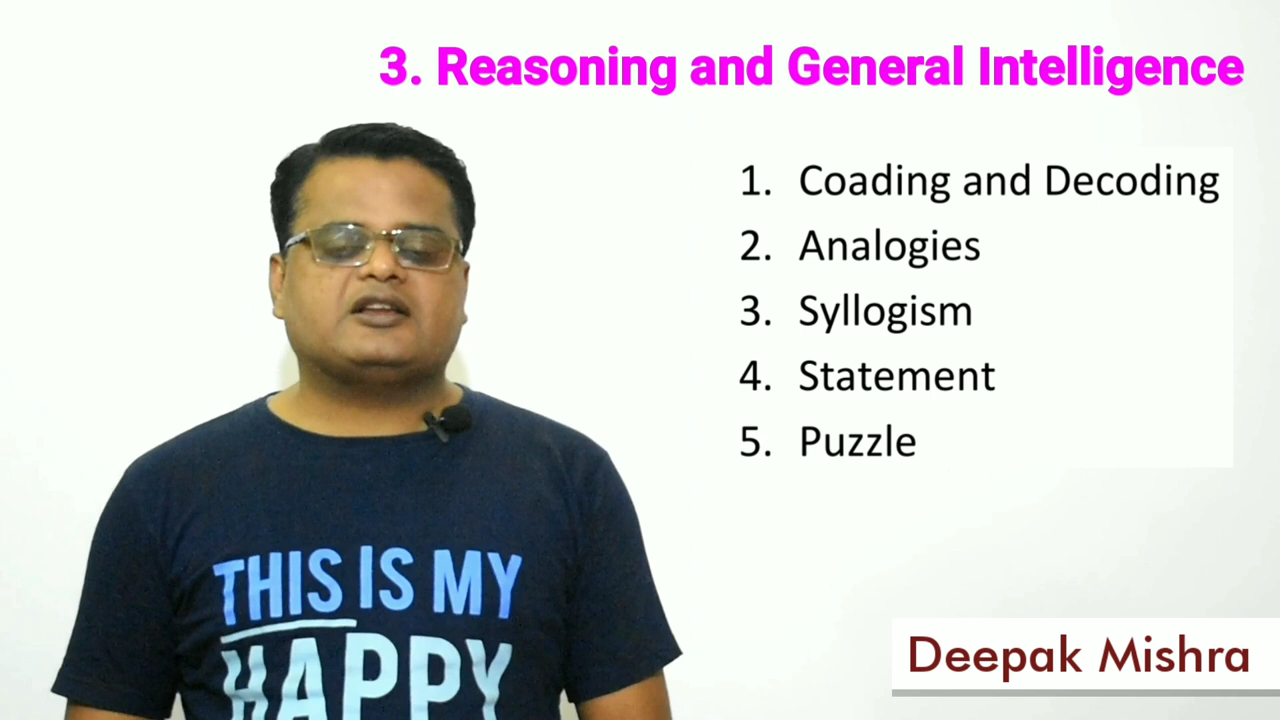 3. Reasoning and General Intelligence
1. Coading and Decoding
2. Analogies
3. Syllogism
4. Statement
5. Puzzle
THIS IS MY
HAPPY
Deepak Mishra